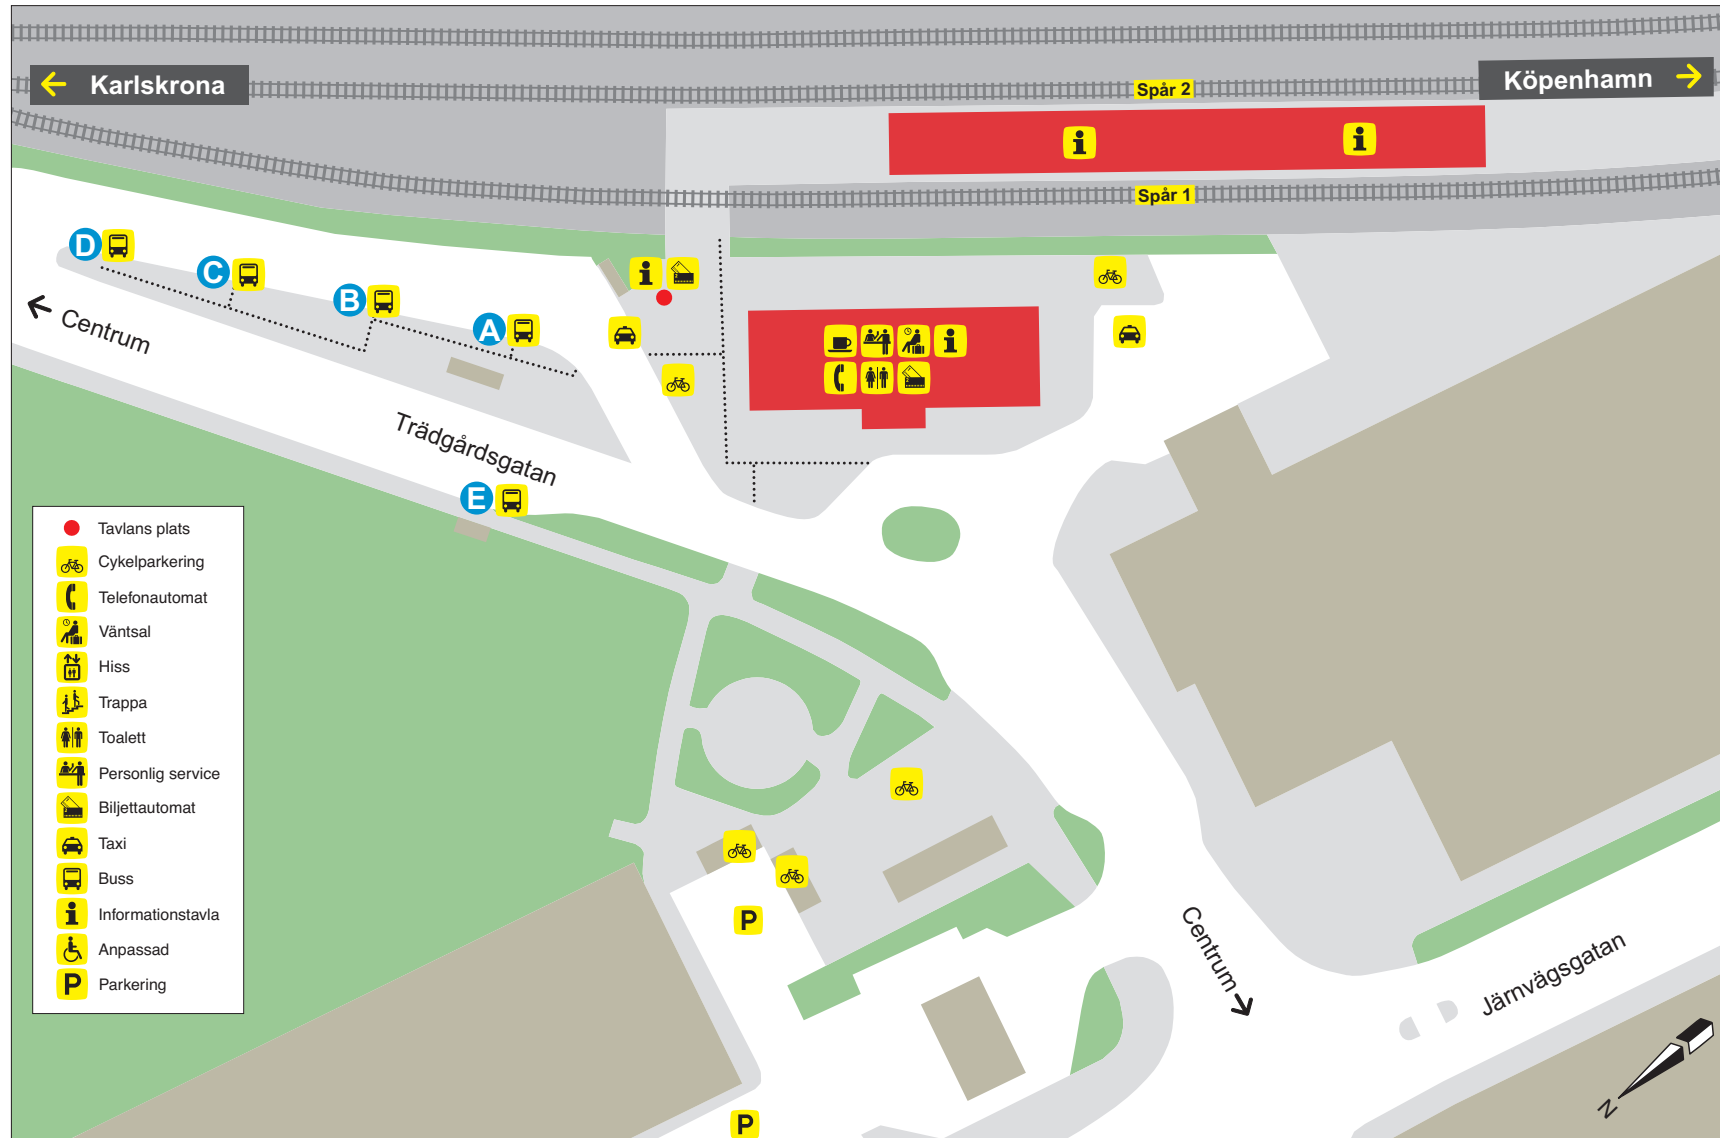 Karlskrona
Spår 2
Köpenhamn
Spår 1
D
C
B
A
Centrum
Trädgårdsgatan
E
Tavlans plats
Cykelparkering
Telefonautomat
Väntsal
Hiss
Trappa
Toalett
Personlig service
Biljettautomat
Taxi
Buss
Informationstavla
Anpassad
P Parkering
P
P
Centrum
Järnvägsgatan
N